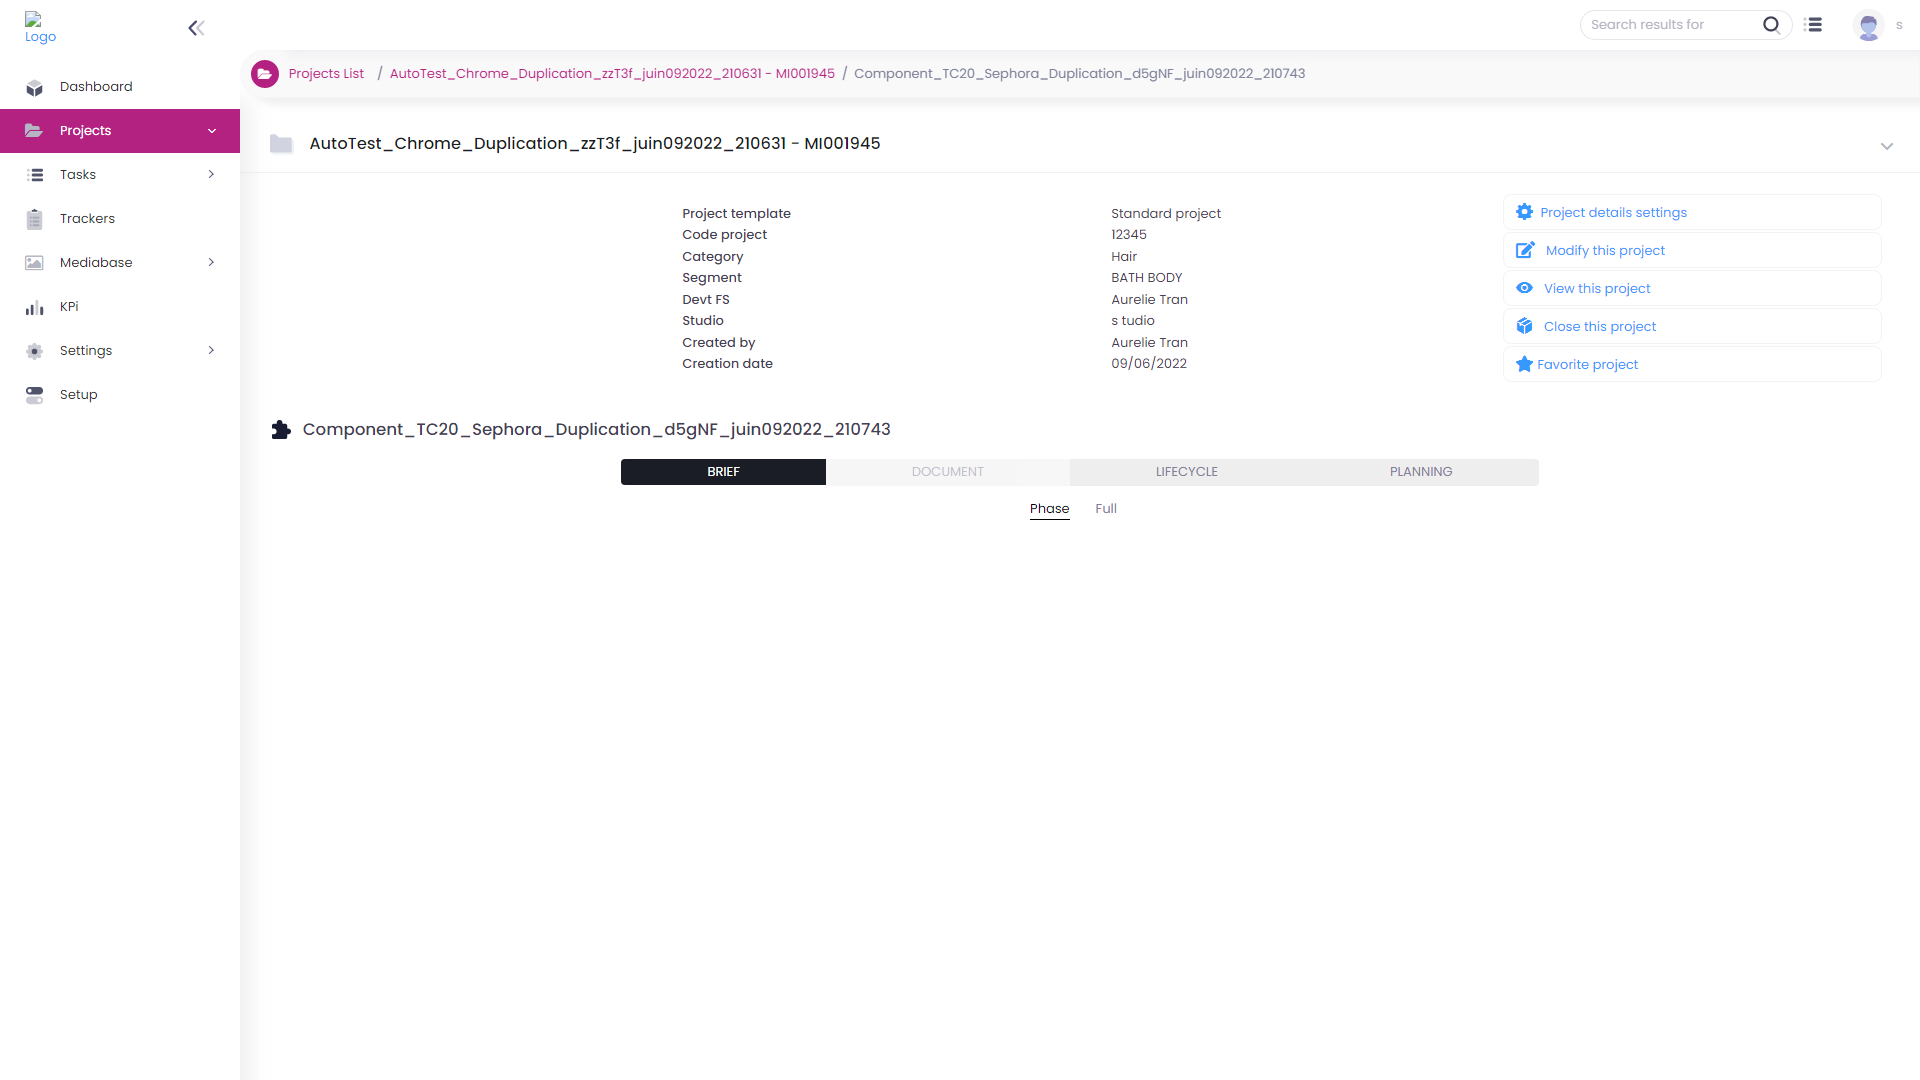 Logo
Search results for
s
Dashboard
Projects
Tasks
Trackers
Mediabase
KPi
Settings
Setup
Projects List / AutoTest_Chrome_Duplication_zzT3f_juin092022_210631 - MI001945 / Component_TC20_Sephora_Duplication_d5gNF_juin092022_210743
AutoTest_Chrome_Duplication_zzT3f_juin092022_210631 - MI001945
Project template Standard project
Code project 12345
Category Hair
Segment BATH BODY
Devt FS Aurelie Tran
Studio s tudio
Created by Aurelie Tran
Creation date 09/06/2022
Project details settings
Modify this project
View this project
Close this project
Favorite project
Component_TC20_Sephora_Duplication_d5gNF_juin092022_210743
BRIEF DOCUMENT LIFECYCLE PLANNING
Phase Full